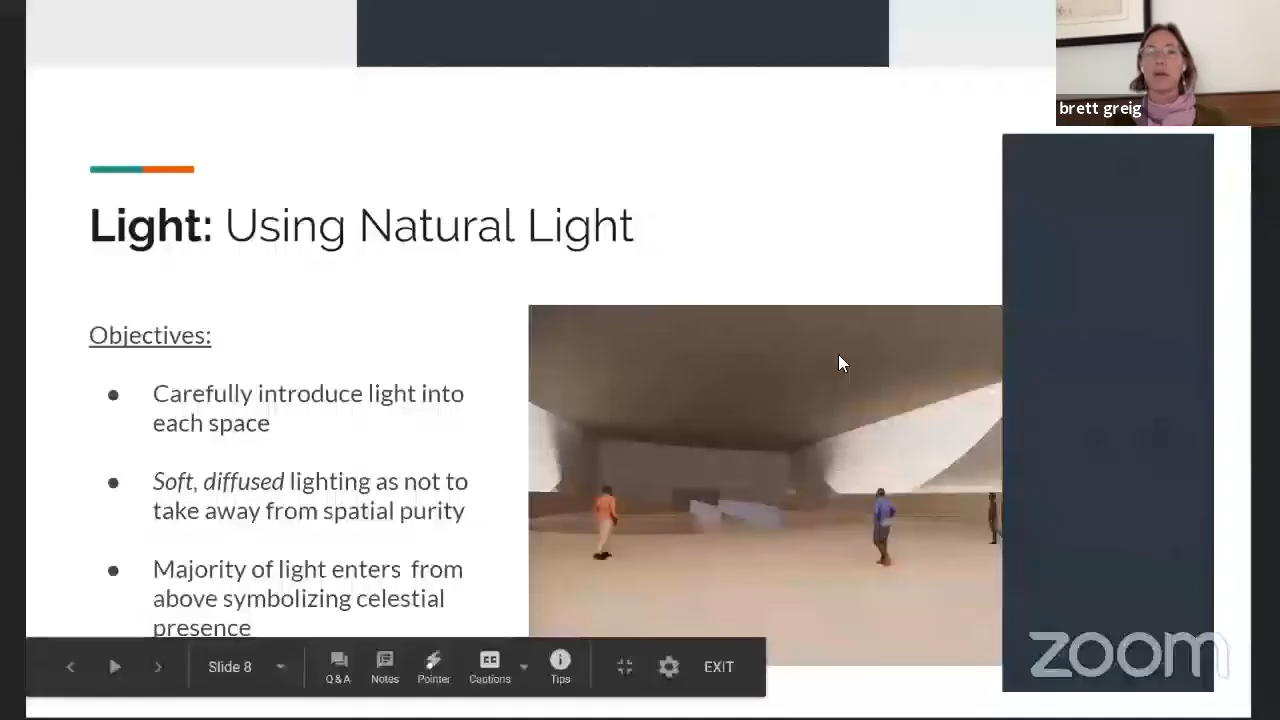 brett greig
Light: Using Natural Light
Objectives:
● Carefully introduce light into
each space
● Soft, diffused lighting as not to
take away from spatial purity
● Majority of light enters from
above symbolizing celestial
presence
Slide 8
Q&A
Notes
Pointer
Captions
Tips
EXIT
zoom